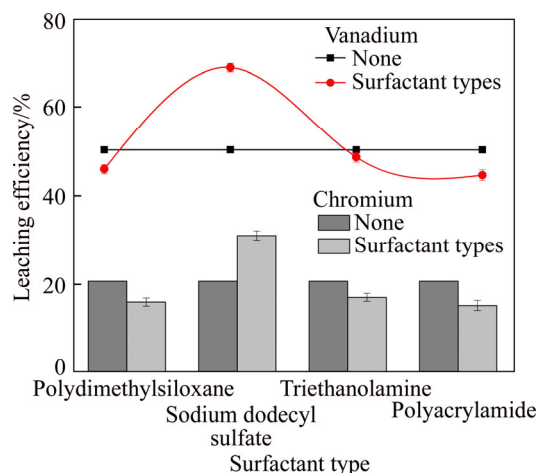 80
60
40
20
0
Leaching efficiency/%
Vanadium
None
Surfactant types
Chromium
None
Surfactant types
Polydimethylsiloxane
Sodium dodecyl
sulfate
Triethanolamine
Polyacrylamide
Surfactant type